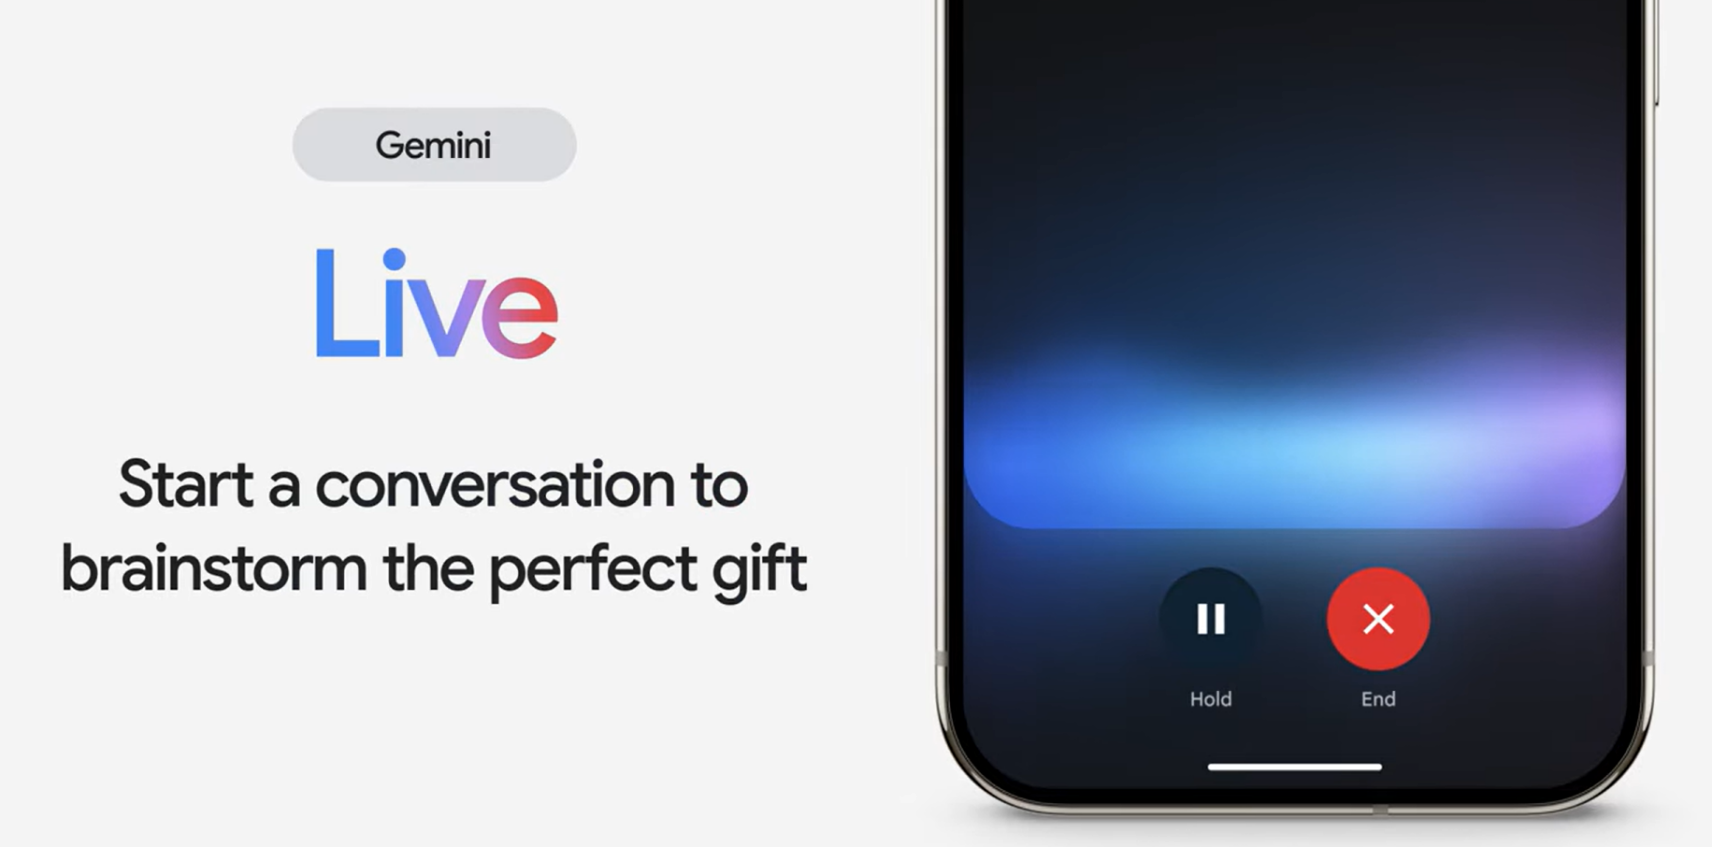 Gemini
Live
Start a conversation to
brainstorm the perfect gift
Hold
End